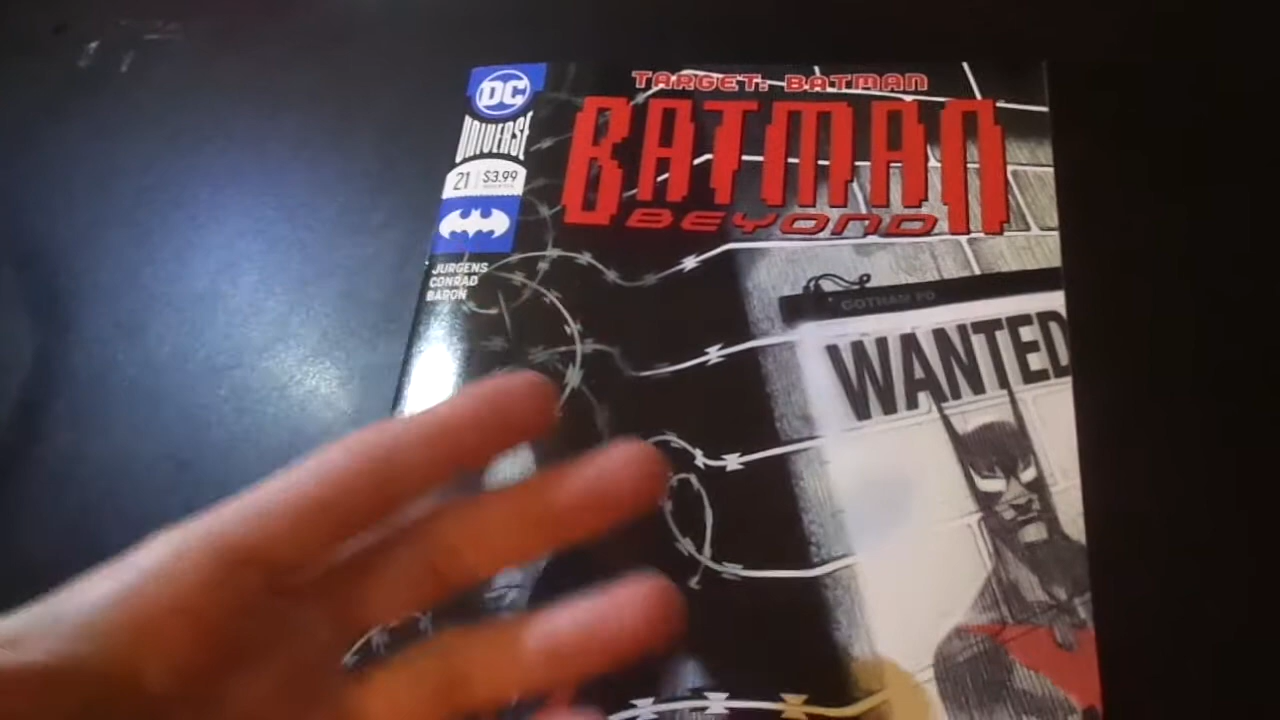 TARGET: BATMAN
DC
UNIVERSE
BATMAN
BEYOND
21 $3.99
JURGENS
CONRAD
BARON
GOTHAM PD
WANTED